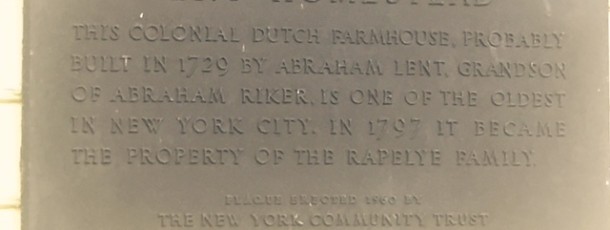 HOMESTEAD
THIS COLONIAL DUTCH FARMHOUSE, PROBABLY
BUILT IN 1729 BY ABRAHAM LENT, GRANDSON
OF ABRAHAM RIKER, IS ONE OF THE OLDEST
IN NEW YORK CITY. IN 1797 IT BECAME
THE PROPERTY OF THE RAPELYE FAMILY.
PLAQUE ERECTED 1960 BY
THE NEW YORK COMMUNITY TRUST